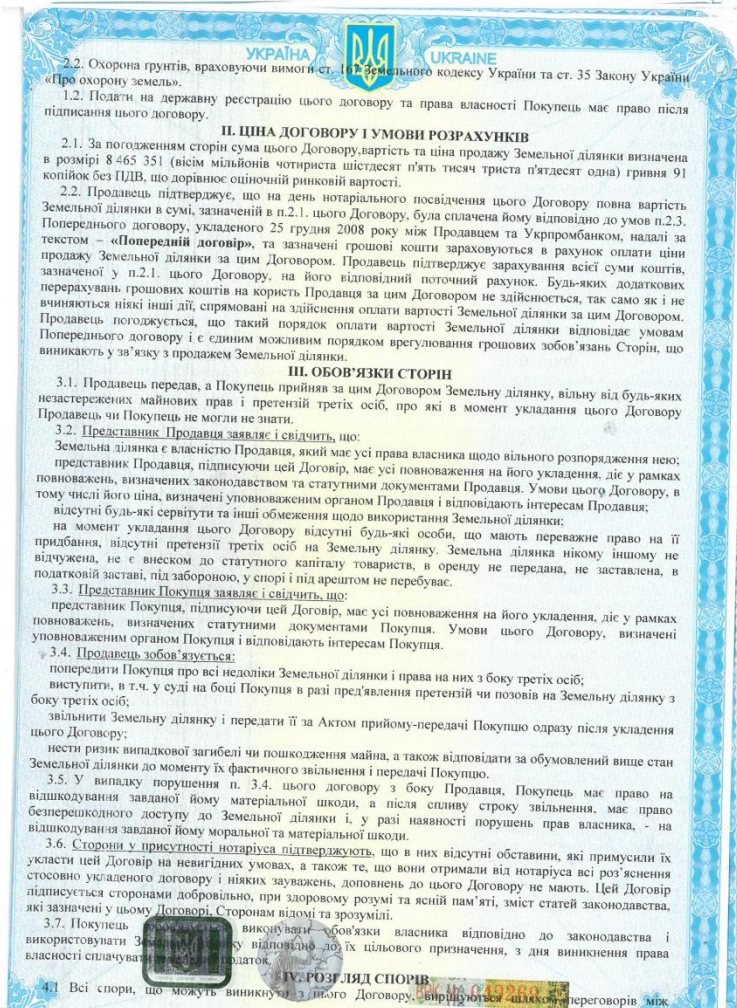 УКРАЇНА UKRAINE
2.2. Охорона ґрунтів, враховуючи вимоги ст. 167 Земельного кодексу України та ст. 35 Закону України
«Про охорону земель».
1.2. Подати на державну реєстрацію цього договору та права власності Покупець має право після
підписання цього договору.
ІІ. ЦІНА ДОГОВОРУ І УМОВИ РОЗРАХУНКІВ
2.1. За погодженням сторін сума цього Договору,вартість та ціна продажу Земельної ділянки визначена
в розмірі 8 465 351 (вісім мільйонів чотириста шістдесят п'ять тисяч триста п'ятдесят одна) гривня 91
копійок без ПДВ, що дорівнює оціночній ринковій вартості.
2.2. Продавець підтверджує, що на день нотаріального посвідчення цього Договору повна вартість
Земельної ділянки в сумі, зазначеній в п.2.1. цього Договору, була сплачена йому відповідно до умов п.2.3.
Попереднього договору, укладеного 25 грудня 2008 року між Продавцем та Укрпромбанком, надалі за
текстом – «Попередній договір», та зазначені грошові кошти зараховуються в рахунок оплати ціни
продажу Земельної ділянки за цим Договором. Продавець підтверджує зарахування всієї суми коштів,
зазначеної у п.2.1. цього Договору, на його відповідний поточний рахунок. Будь-яких додаткових
перерахувань грошових коштів на користь Продавця за цим Договором не здійснюється, так само як і не
вчиняються ніякі інші дії, спрямовані на здійснення оплати вартості Земельної ділянки за цим Договором.
Продавець погоджується, що такий порядок оплати вартості Земельної ділянки відповідає умовам
Попереднього договору і є єдиним можливим порядком врегулювання грошових зобов'язань Сторін, що
виникають у зв'язку з продажем Земельної ділянки.
ІІІ. ОБОВ'ЯЗКИ СТОРІН
3.1. Продавець передав, а Покупець прийняв за цим Договором Земельну ділянку, вільну від будь-яких
незастережених майнових прав і претензій третіх осіб, про які в момент укладання цього Договору
Продавець чи Покупець не могли не знати.
3.2. Представник Продавця заявляє і свідчить, що:
Земельна ділянка є власністю Продавця, який має усі права власника щодо вільного розпорядження нею;
представник Продавця, підписуючи цей Договір, має усі повноваження на його укладення, діє у рамках
повноважень, визначених законодавством та статутними документами Продавця. Умови цього Договору, в
тому числі його ціна, визначені уповноваженим органом Продавця і відповідають інтересам Продавця;
відсутні будь-які сервітути та інші обмеження щодо використання Земельної ділянки;
на момент укладання цього Договору відсутні будь-які особи, що мають переважне право на її
придбання, відсутні претензії третіх осіб на Земельну ділянку. Земельна ділянка нікому іншому не
відчужена, не є внеском до статутного капіталу товариств, в оренду не передана, не заставлена, в
податковій заставі, під забороною, у спорі і під арештом не перебуває.
3.3. Представник Покупця заявляє і свідчить, що:
представник Покупця, підписуючи цей Договір, має усі повноваження на його укладення, діє у рамках
повноважень, визначених статутними документами Покупця. Умови цього Договору, визначені
уповноваженим органом Покупця і відповідають інтересам Покупця.
3.4. Продавець зобов'язується:
попередити Покупця про всі недоліки Земельної ділянки і права на них з боку третіх осіб;
виступити, в т.ч. у суді на боці Покупця в разі пред'явлення претензій чи позовів на Земельну ділянку з
боку третіх осіб;
звільнити Земельну ділянку і передати її за Актом прийому-передачі Покупцю одразу після укладення
цього Договору;
нести ризик випадкової загибелі чи пошкодження майна, а також відповідати за обумовлений вище стан
Земельної ділянки до моменту їх фактичного звільнення і передачі Покупцю.
3.5. У випадку порушення п. 3.4. цього договору з боку Продавця, Покупець має право на
відшкодування завданої йому матеріальної шкоди, а після спливу строку звільнення, має право
безперешкодного доступу до Земельної ділянки і, у разі наявності порушень прав власника, - на
відшкодування завданої йому моральної та матеріальної шкоди.
3.6. Сторони у присутності нотаріуса підтверджують, що в них відсутні обставини, які примусили їх
укласти цей Договір на невигідних умовах, а також те, що вони отримали від нотаріуса всі роз'яснення
стосовно укладеного договору і ніяких зауважень, доповнень до цього Договору не мають. Цей Договір
підписується сторонами добровільно, при здоровому розумі та ясній пам'яті, зміст статей законодавства,
які зазначені у цьому Договорі, Сторонам відомі та зрозумілі.
3.7. Покупець виконувати обов'язки власника відповідно до законодавства і
використовувати відповідно до їх цільового призначення, з дня виникнення права
власності сплачувати податок.
IV. РОЗГЛЯД СПОРІВ
4.1 Всі спори, що можуть виникнути з цього Договору, вирішуються шляхом переговорів між